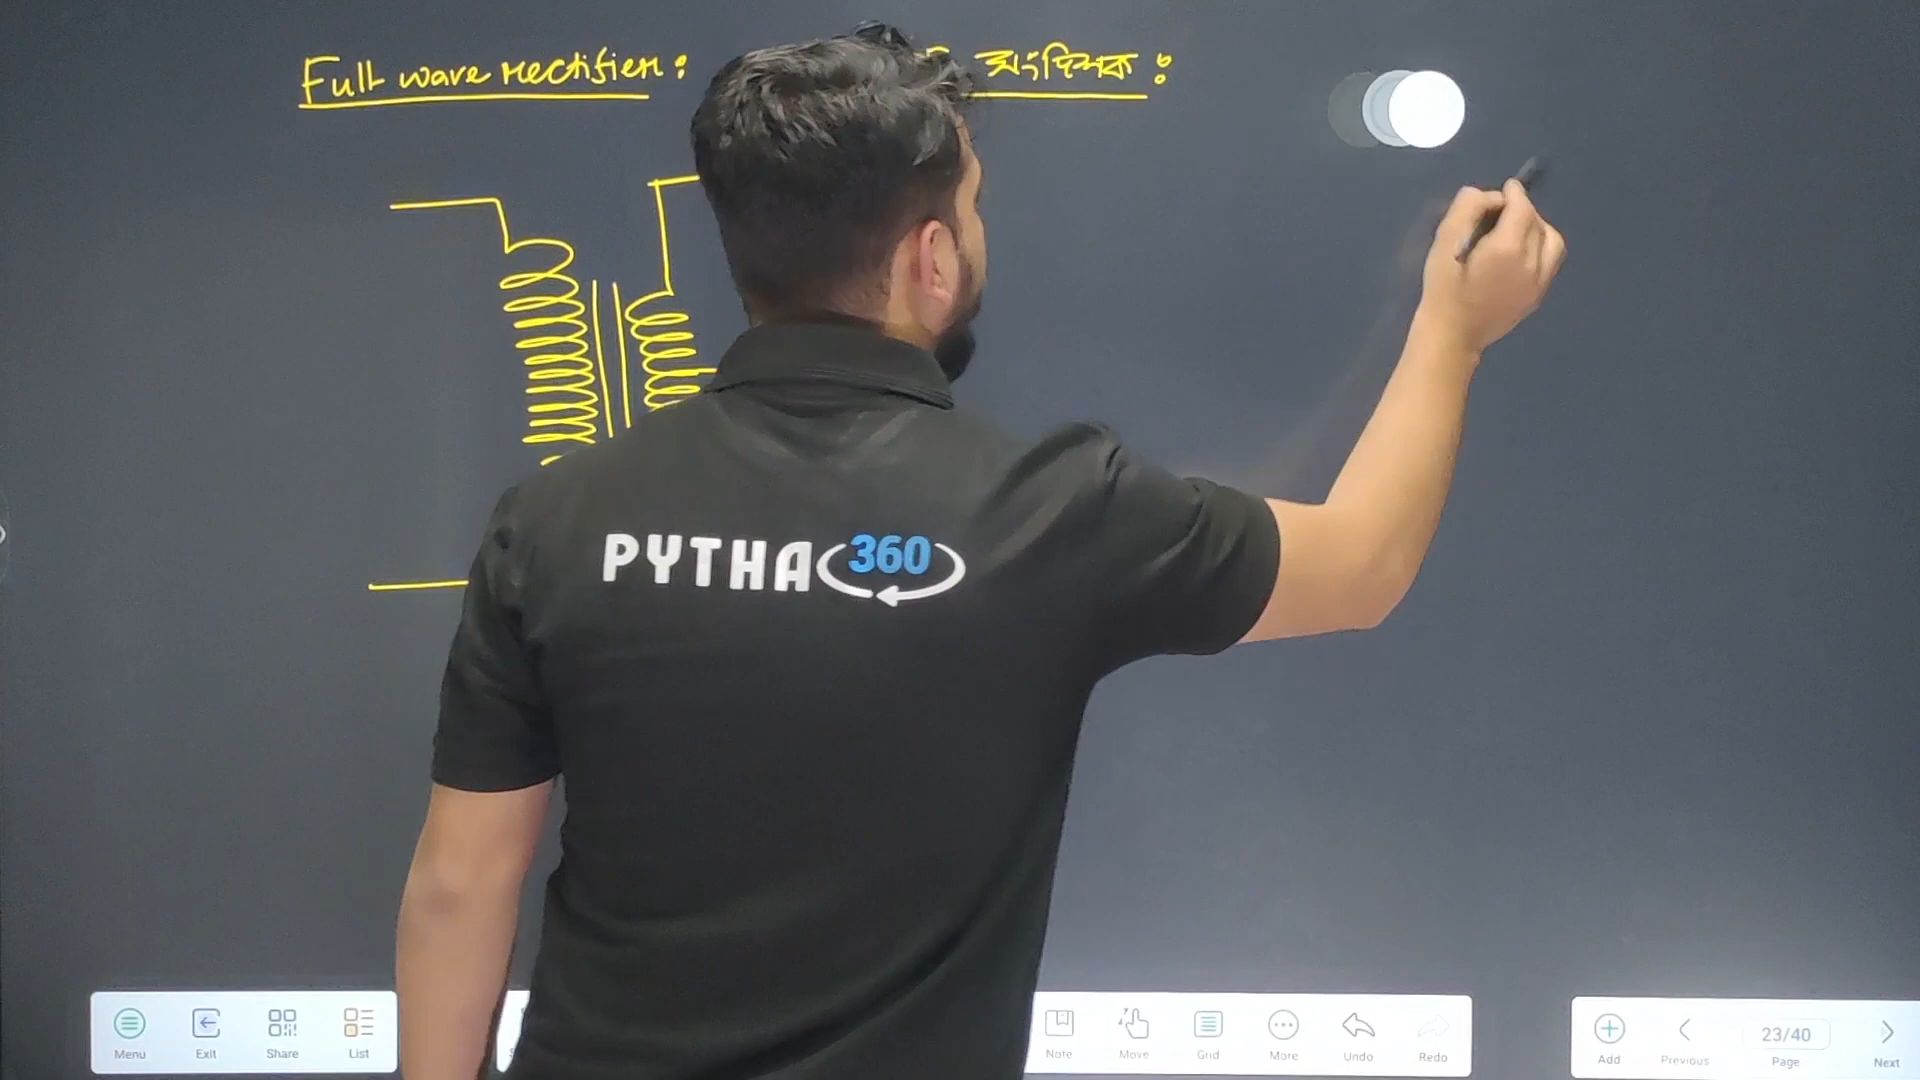 Full wave rectifier:
:
PYTHA 360
Menu
Exit
Share
List
Note
Move
Grid
More
Undo
Redo
Add
Previous
23/40
Page
Next